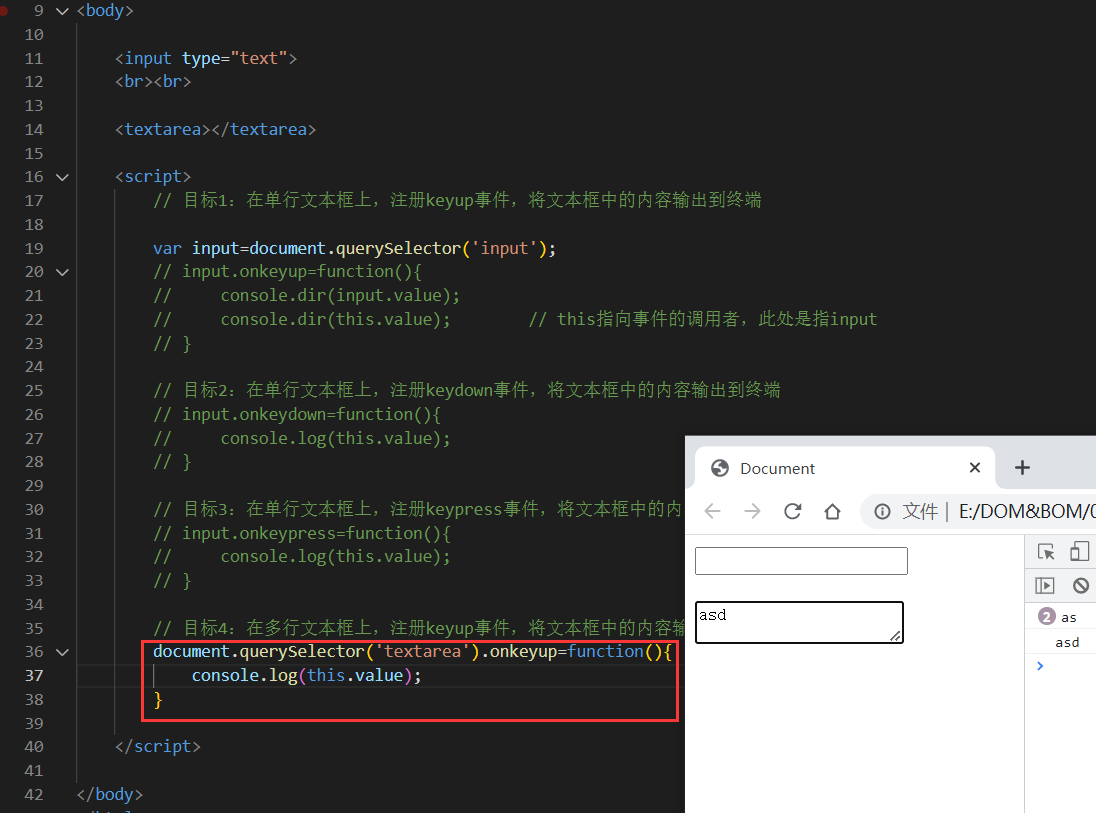 9 <body>
10
11 <input type="text">
12 <br><br>
13
14 <textarea></textarea>
15
16 <script>
17 // 目标1：在单行文本框上，注册keyup事件，将文本框中的内容输出到终端
18
19 var input=document.querySelector('input');
20 // input.onkeyup=function(){
21 //     console.dir(input.value);
22 //     console.dir(this.value);        // this指向事件的调用者，此处是指input
23 // }
24
25 // 目标2：在单行文本框上，注册keydown事件，将文本框中的内容输出到终端
26 // input.onkeydown=function(){
27 //     console.log(this.value);
28 // }
29
30 // 目标3：在单行文本框上，注册keypress事件，将文本框中的内
31 // input.onkeypress=function(){
32 //     console.log(this.value);
33 // }
34
35 // 目标4：在多行文本框上，注册keyup事件，将文本框中的内容输
36 document.querySelector('textarea').onkeyup=function(){
37     console.log(this.value);
38 }
39
40 </script>
41
42 </body>
Document
文件 E:/DOM&BOM/0
asd
2 as
asd